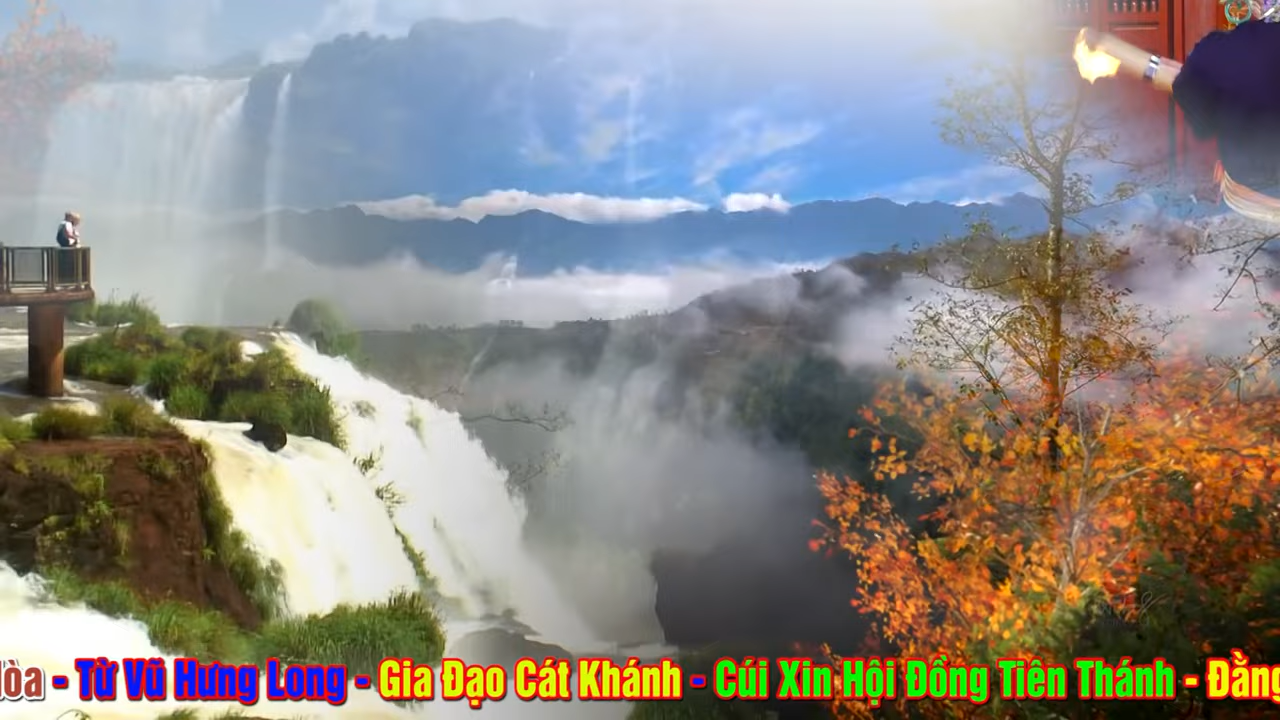 - Từ Vũ Hưng Long - Gia Đạo Cát Khánh - Cúi Xin Hội Đồng Tiên Thánh -